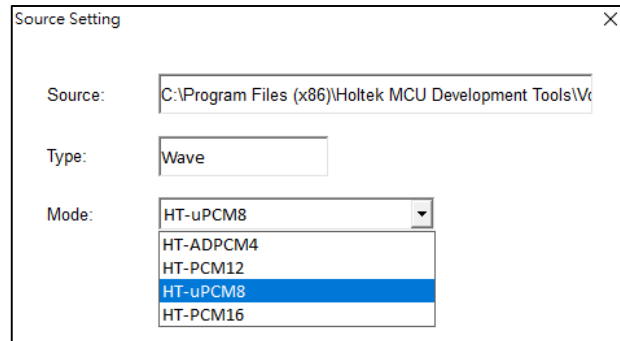 Source Setting
Source: C:\Program Files (x86)\Holtek MCU Development Tools\Vo
Type: Wave
Mode: HT-uPCM8
HT-ADPCM4
HT-PCM12
HT-uPCM8
HT-PCM16